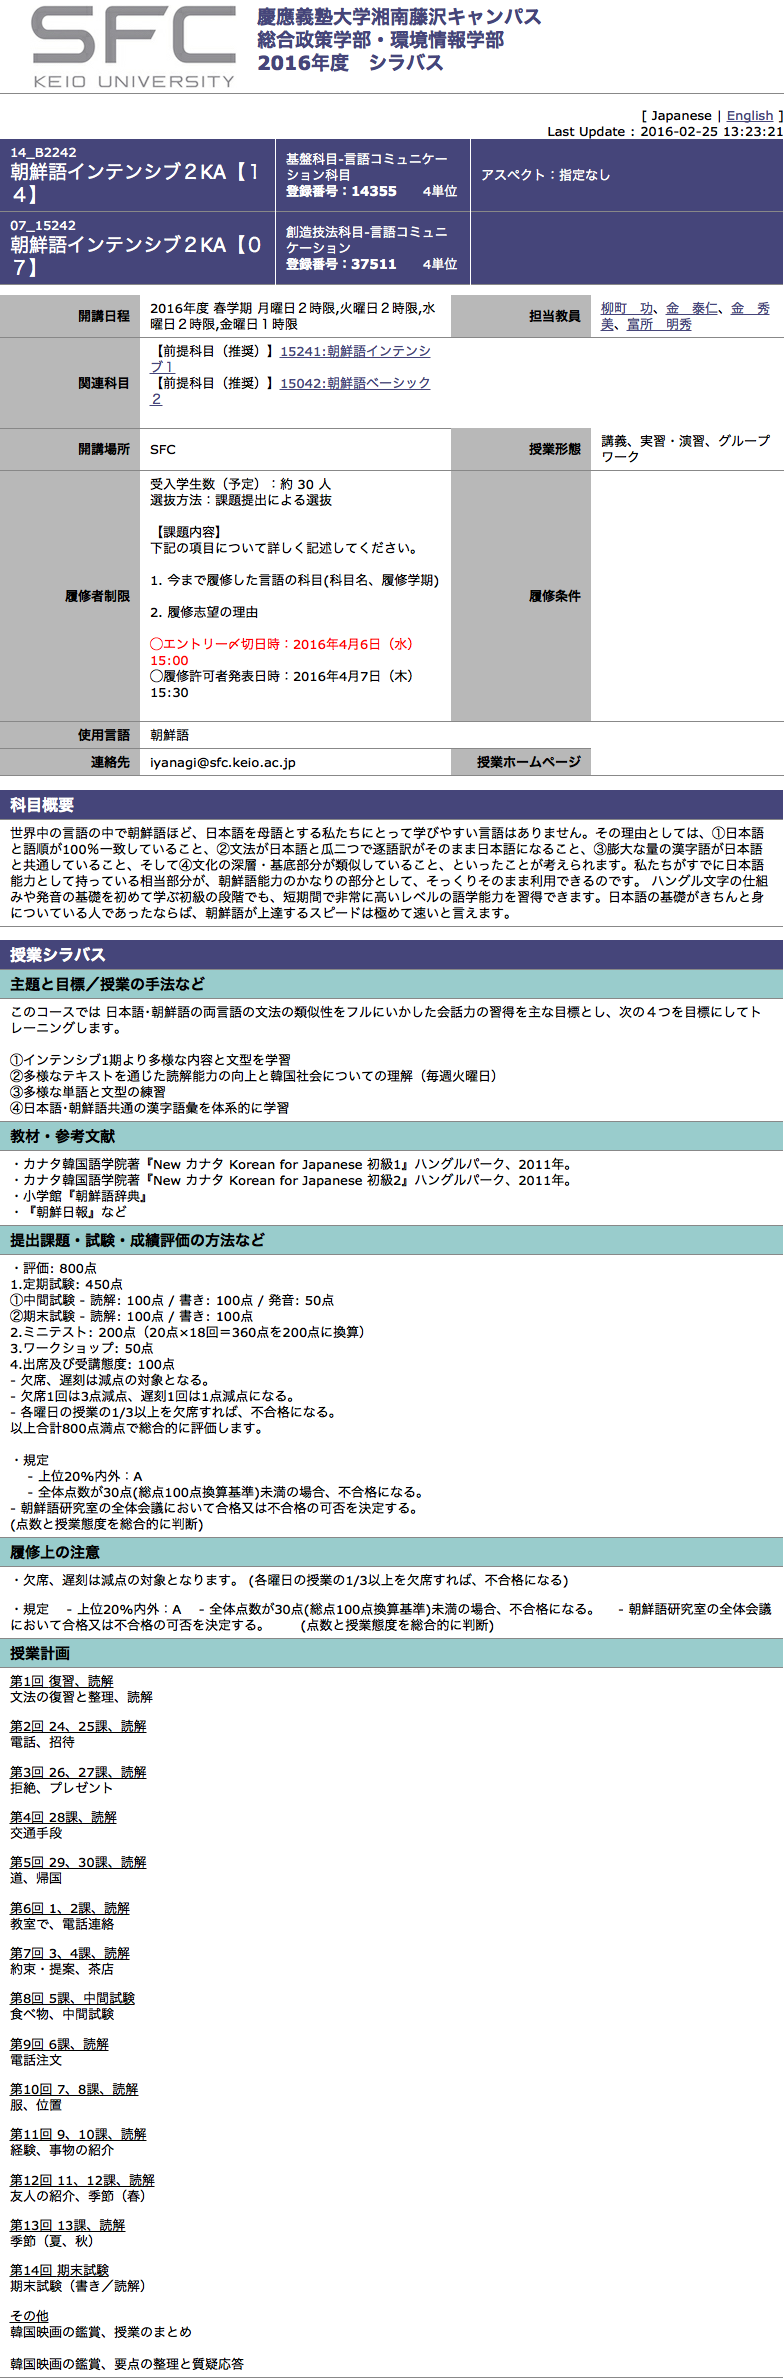 SFC
KEIO UNIVERSITY
慶應義塾大学湘南藤沢キャンパス
総合政策学部・環境情報学部
2016年度　シラバス
[ Japanese | English ]
Last Update : 2016-02-25 13:23:21
14_B2242
朝鮮語インテンシブ２KA【１
４】
基盤科目-言語コミュニケー
ション科目
登録番号：14355　　4単位
アスペクト：指定なし
07_15242
朝鮮語インテンシブ２KA【０
７】
創造技法科目-言語コミュニ
ケーション
登録番号：37511　　4単位
開講日程
2016年度 春学期 月曜日２時限,火曜日２時限,水
曜日２時限,金曜日１時限
担当教員
柳町　功、金　泰仁、金　秀
美、富所　明秀
関連科目
【前提科目（推奨）】15241:朝鮮語インテンシ
ブ１
【前提科目（推奨）】15042:朝鮮語ベーシック
２
開講場所
SFC
授業形態
講義、実習・演習、グループ
ワーク
履修者制限
受入学生数（予定）：約 30 人
選抜方法：課題提出による選抜
【課題内容】
下記の項目について詳しく記述してください。
1. 今まで履修した言語の科目(科目名、履修学期)
2. 履修志望の理由
◯エントリー〆切日時：2016年4月6日（水）
15:00
◯履修許可者発表日時：2016年4月7日（木）
15:30
履修条件
使用言語
朝鮮語
連絡先
iyanagi@sfc.keio.ac.jp
授業ホームページ
科目概要
世界中の言語の中で朝鮮語ほど、日本語を母語とする私たちにとって学びやすい言語はありません。その理由としては、①日本語
と語順が100％一致していること、②文法が日本語と瓜二つで逐語訳がそのまま日本語になること、③膨大な量の漢字語が日本語
と共通していること、そして④文化の深層・基底部分が類似していること、といったことが考えられます。私たちがすでに日本語
能力として持っている相当部分が、朝鮮語能力のかなりの部分として、そっくりそのまま利用できるのです。 ハングル文字の仕組
みや発音の基礎を初めて学ぶ初級の段階でも、短期間で非常に高いレベルの語学能力を習得できます。日本語の基礎がきちんと身
についている人であったならば、朝鮮語が上達するスピードは極めて速いと言えます。
授業シラバス
主題と目標／授業の手法など
このコースでは 日本語･朝鮮語の両言語の文法の類似性をフルにいかした会話力の習得を主な目標とし、次の４つを目標にしてト
レーニングします。
①インテンシブ1期より多様な内容と文型を学習
②多様なテキストを通じた読解能力の向上と韓国社会についての理解（毎週火曜日）
③多様な単語と文型の練習
④日本語･朝鮮語共通の漢字語彙を体系的に学習
教材・参考文献
・カナタ韓国語学院著『New カナタ Korean for Japanese 初級1』ハングルパーク、2011年。
・カナタ韓国語学院著『New カナタ Korean for Japanese 初級2』ハングルパーク、2011年。
・小学館『朝鮮語辞典』
・『朝鮮日報』など
提出課題・試験・成績評価の方法など
・評価: 800点
1.定期試験: 450点
①中間試験 - 読解: 100点 / 書き: 100点 / 発音: 50点
②期末試験 - 読解: 100点 / 書き: 100点
2.ミニテスト: 200点（20点×18回＝360点を200点に換算）
3.ワークショップ: 50点
4.出席及び受講態度: 100点
- 欠席、遅刻は減点の対象となる。
- 欠席1回は3点減点、遅刻1回は1点減点になる。
- 各曜日の授業の1/3以上を欠席すれば、不合格になる。
以上合計800点満点で総合的に評価します。
・規定
- 上位20%内外：A
- 全体点数が30点(総点100点換算基準)未満の場合、不合格になる。
- 朝鮮語研究室の全体会議において合格又は不合格の可否を決定する。
(点数と授業態度を総合的に判断)
履修上の注意
・欠席、遅刻は減点の対象となります。 (各曜日の授業の1/3以上を欠席すれば、不合格になる)
・規定　 - 上位20%内外：A　 - 全体点数が30点(総点100点換算基準)未満の場合、不合格になる。　 - 朝鮮語研究室の全体会議
において合格又は不合格の可否を決定する。　　 (点数と授業態度を総合的に判断)
授業計画
第1回 復習、読解
文法の復習と整理、読解
第2回 24、25課、読解
電話、招待
第3回 26、27課、読解
拒絶、プレゼント
第4回 28課、読解
交通手段
第5回 29、30課、読解
道、帰国
第6回 1、2課、読解
教室で、電話連絡
第7回 3、4課、読解
約束・提案、茶店
第8回 5課、中間試験
食べ物、中間試験
第9回 6課、読解
電話注文
第10回 7、8課、読解
服、位置
第11回 9、10課、読解
経験、事物の紹介
第12回 11、12課、読解
友人の紹介、季節（春）
第13回 13課、読解
季節（夏、秋）
第14回 期末試験
期末試験（書き／読解）
その他
韓国映画の鑑賞、授業のまとめ
韓国映画の鑑賞、要点の整理と質疑応答